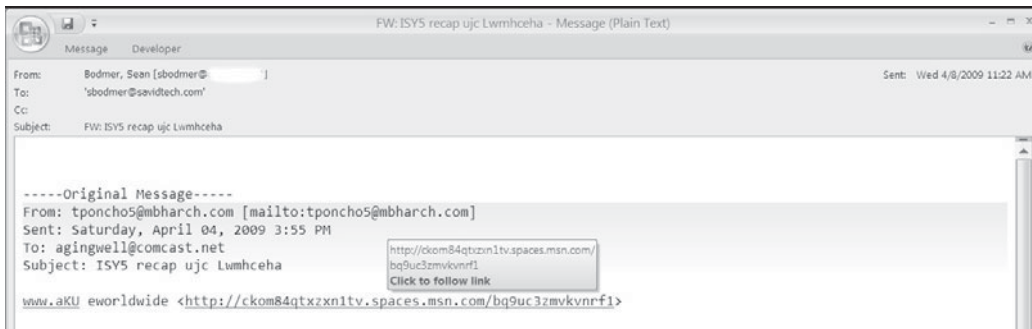 FW: ISY5 recap ujc Lwmhceha - Message (Plain Text)
Message Developer
From: Bodmer, Sean [sbodmer@ ] Sent: Wed 4/8/2009 11:22 AM
To: 'sbodmer@savidtech.com'
Cc:
Subject: FW: ISY5 recap ujc Lwmhceha
-----Original Message-----
From: tponcho5@mbharch.com [mailto:tponcho5@mbharch.com]
Sent: Saturday, April 04, 2009 3:55 PM
To: agingwell@comcast.net
Subject: ISY5 recap ujc Lwmhceha
http://ckom84qtxzxn1tv.spaces.msn.com/
bq9uc3zmvkvnrf1
Click to follow link
www.aKU eworldwide <http://ckom84qtxzxn1tv.spaces.msn.com/bq9uc3zmvkvnrf1>